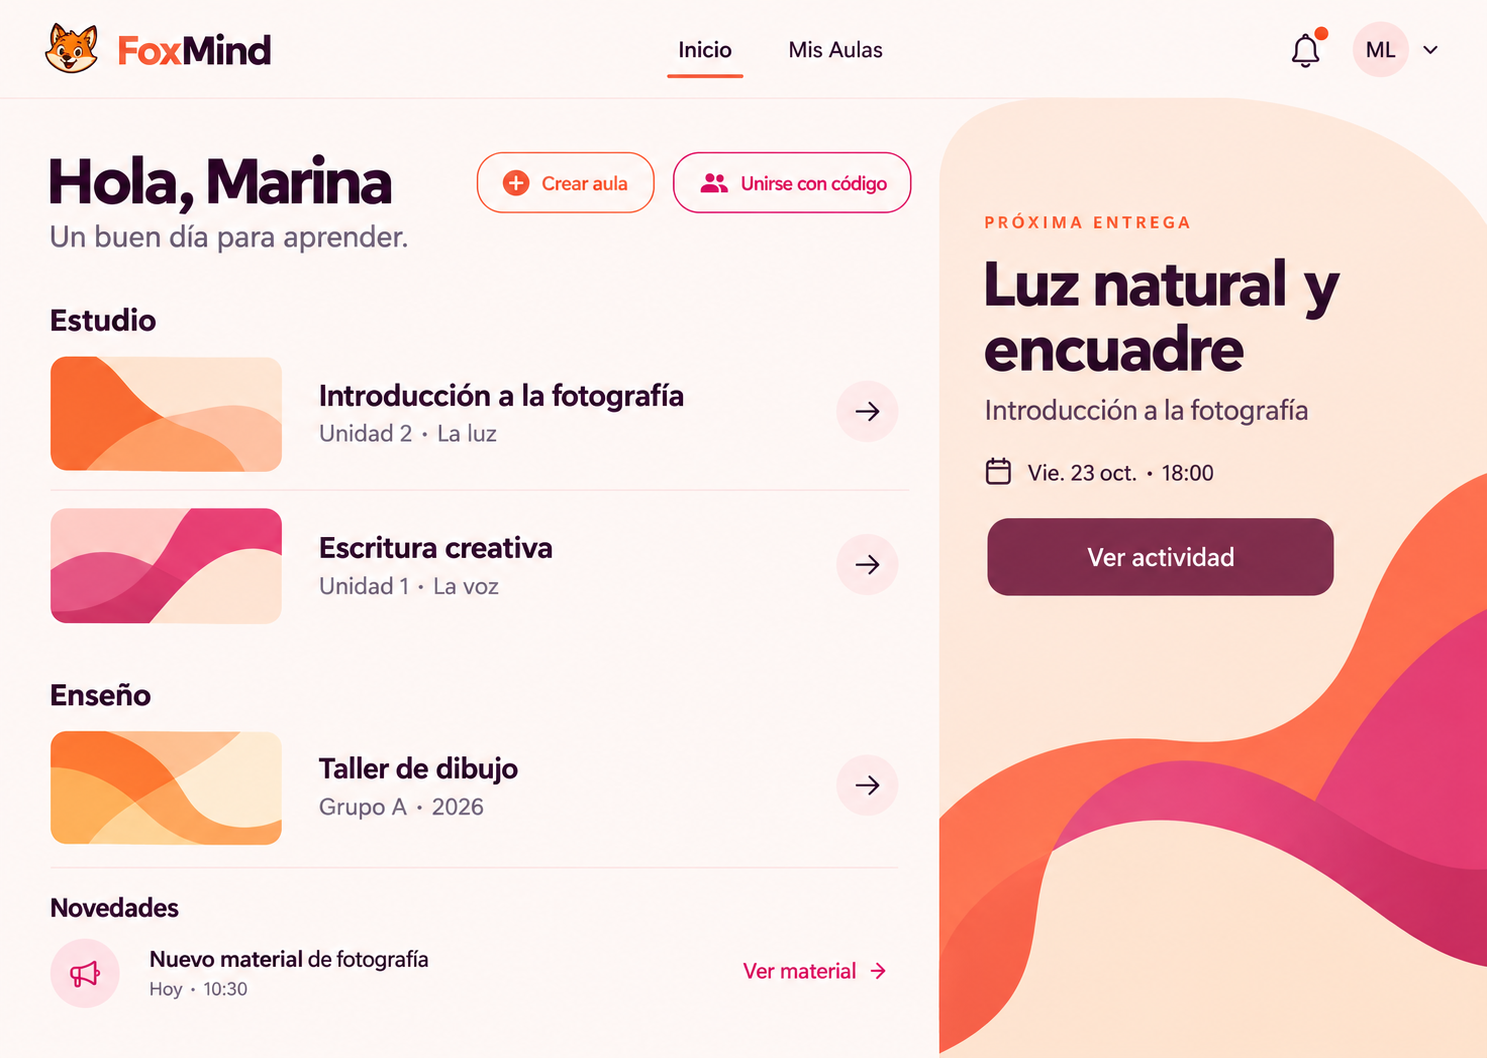 FoxMind
Inicio
Mis Aulas
ML
Hola, Marina
Un buen día para aprender.
Crear aula
Unirse con código
Estudio
Introducción a la fotografía
Unidad 2 • La luz
Escritura creativa
Unidad 1 • La voz
Enseño
Taller de dibujo
Grupo A • 2026
Novedades
Nuevo material de fotografía
Hoy • 10:30
Ver material
PRÓXIMA ENTREGA
Luz natural y
encuadre
Introducción a la fotografía
Vie. 23 oct. • 18:00
Ver actividad